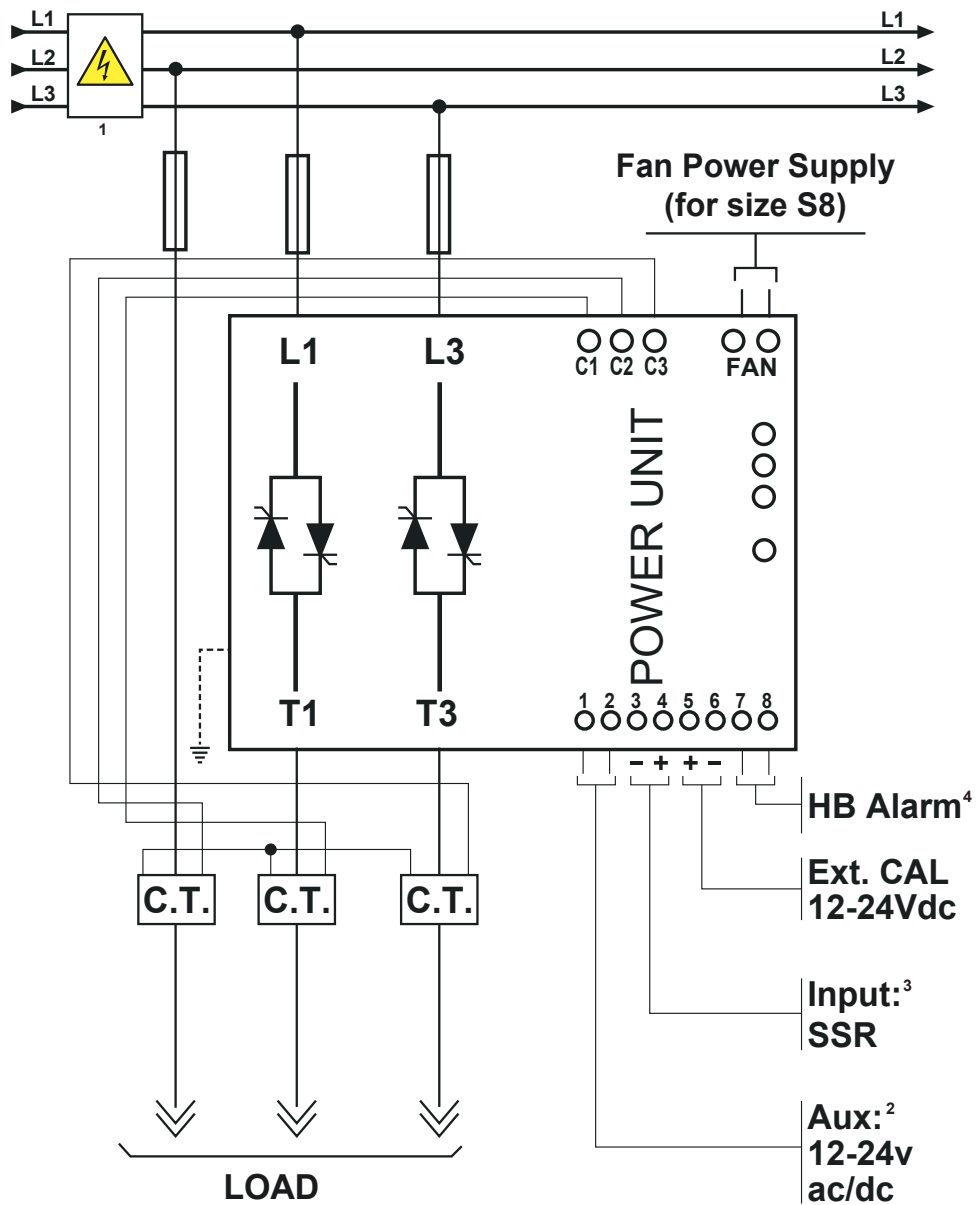 L1 L1
L2 L2
L3 L3
1
Fan Power Supply
(for size S8)
L1 L3
C1 C2 C3 FAN
POWER UNIT
T1 T3
1 2 3 4 5 6 7 8
− + + −
HB Alarm⁴
C.T. C.T. C.T.
Ext. CAL
12-24Vdc
Input:³
SSR
Aux:²
12-24v
ac/dc
LOAD